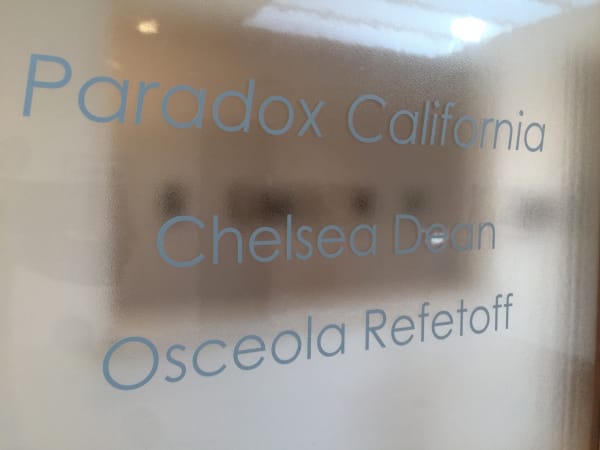 Paradox California
Chelsea Dean
Osceola Refetoff